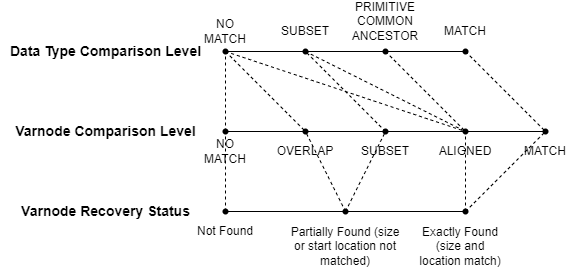 NO
MATCH
SUBSET
PRIMITIVE
COMMON
ANCESTOR
MATCH
Data Type Comparison Level
Varnode Comparison Level
NO
MATCH
OVERLAP
SUBSET
ALIGNED
MATCH
Varnode Recovery Status
Not Found
Partially Found (size
or start location not
matched)
Exactly Found
(size and
location match)